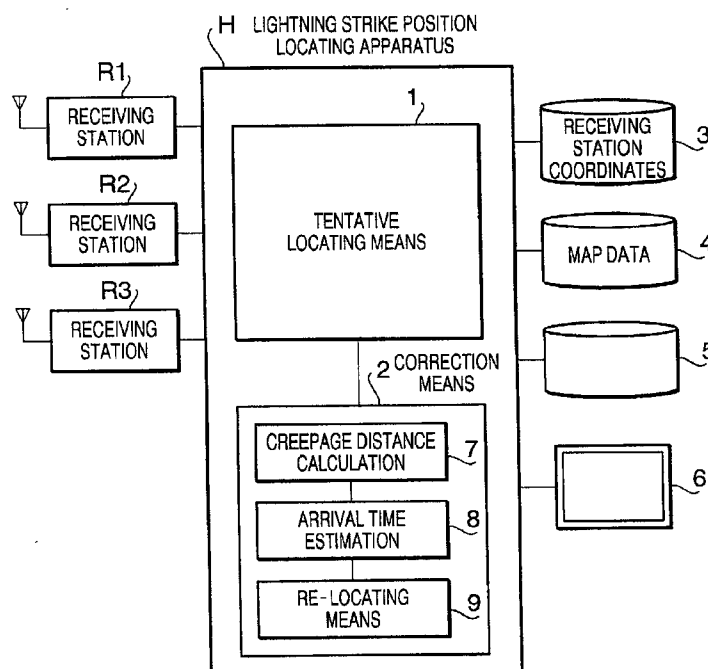 H LIGHTNING STRIKE POSITION
LOCATING APPARATUS
R1
RECEIVING
STATION
R2
RECEIVING
STATION
R3
RECEIVING
STATION
1
TENTATIVE
LOCATING MEANS
2 CORRECTION
MEANS
CREEPAGE DISTANCE
CALCULATION
7
ARRIVAL TIME
ESTIMATION
8
RE-LOCATING
MEANS
9
RECEIVING
STATION
COORDINATES
3
MAP DATA
4
5
6